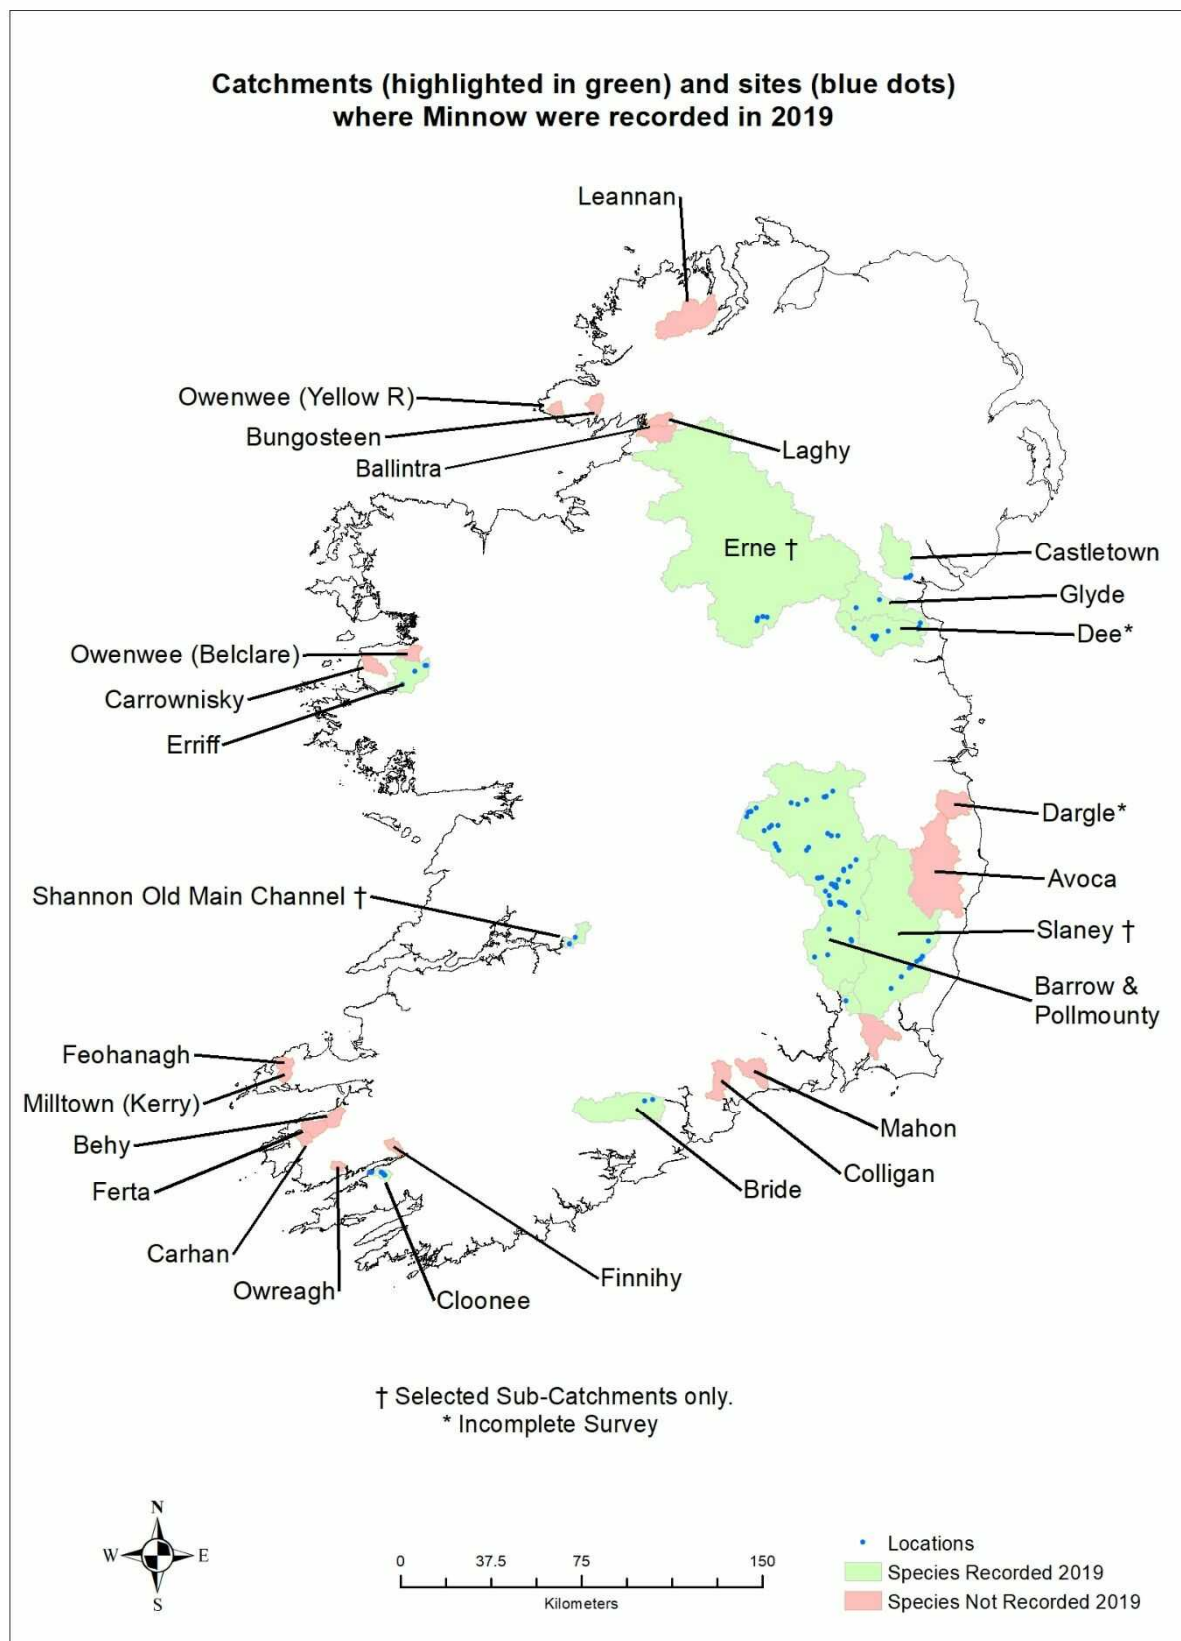 Catchments (highlighted in green) and sites (blue dots)
where Minnow were recorded in 2019
Leannan
Owenwee (Yellow R)
Bungosteen
Ballintra
Laghy
Erne †
Castletown
Glyde
Dee*
Owenwee (Belclare)
Carrownisky
Erriff
Dargle*
Avoca
Shannon Old Main Channel †
Slaney †
Barrow &
Pollmounty
Feohanagh
Milltown (Kerry)
Behy
Ferta
Carhan
Owreagh
Cloonee
Finnihy
Bride
Colligan
Mahon
† Selected Sub-Catchments only.
* Incomplete Survey
N
W E
S
0 37.5 75 150
Kilometers
Locations
Species Recorded 2019
Species Not Recorded 2019